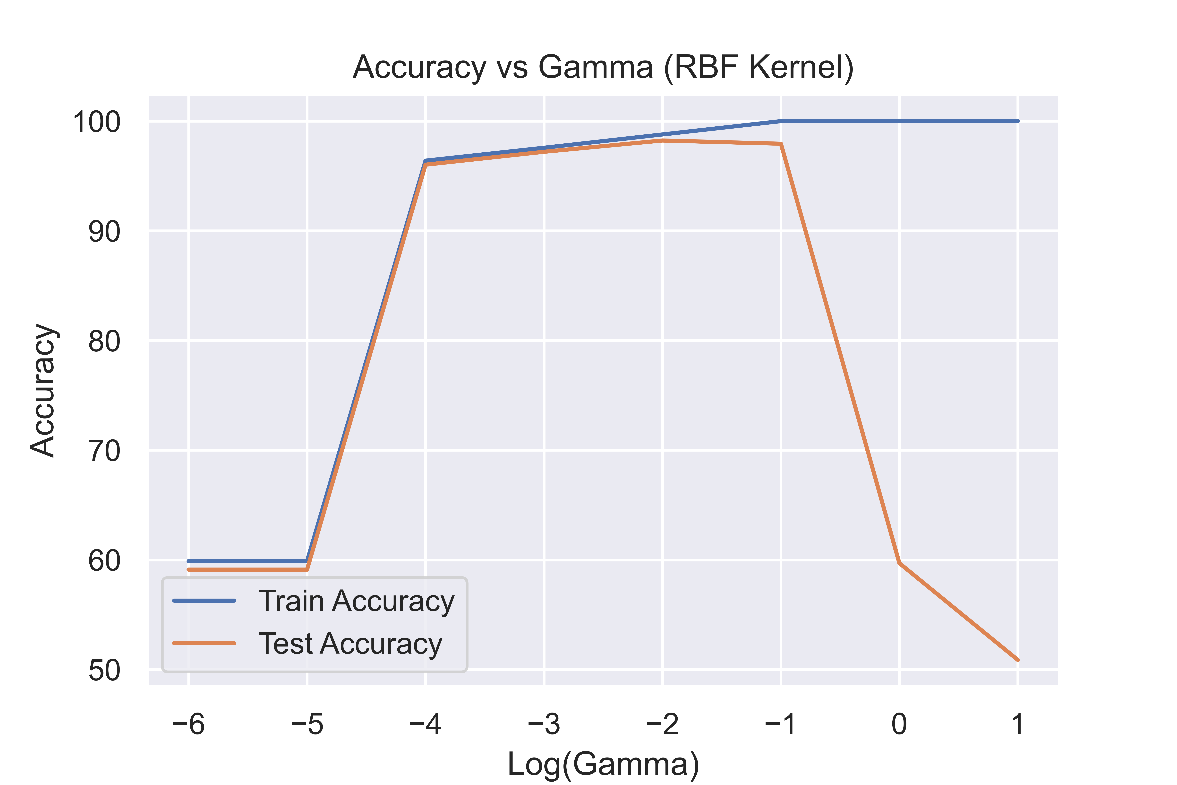 Accuracy vs Gamma (RBF Kernel)
100
90
80
70
60
50
Accuracy
Train Accuracy
Test Accuracy
−6 −5 −4 −3 −2 −1 0 1
Log(Gamma)